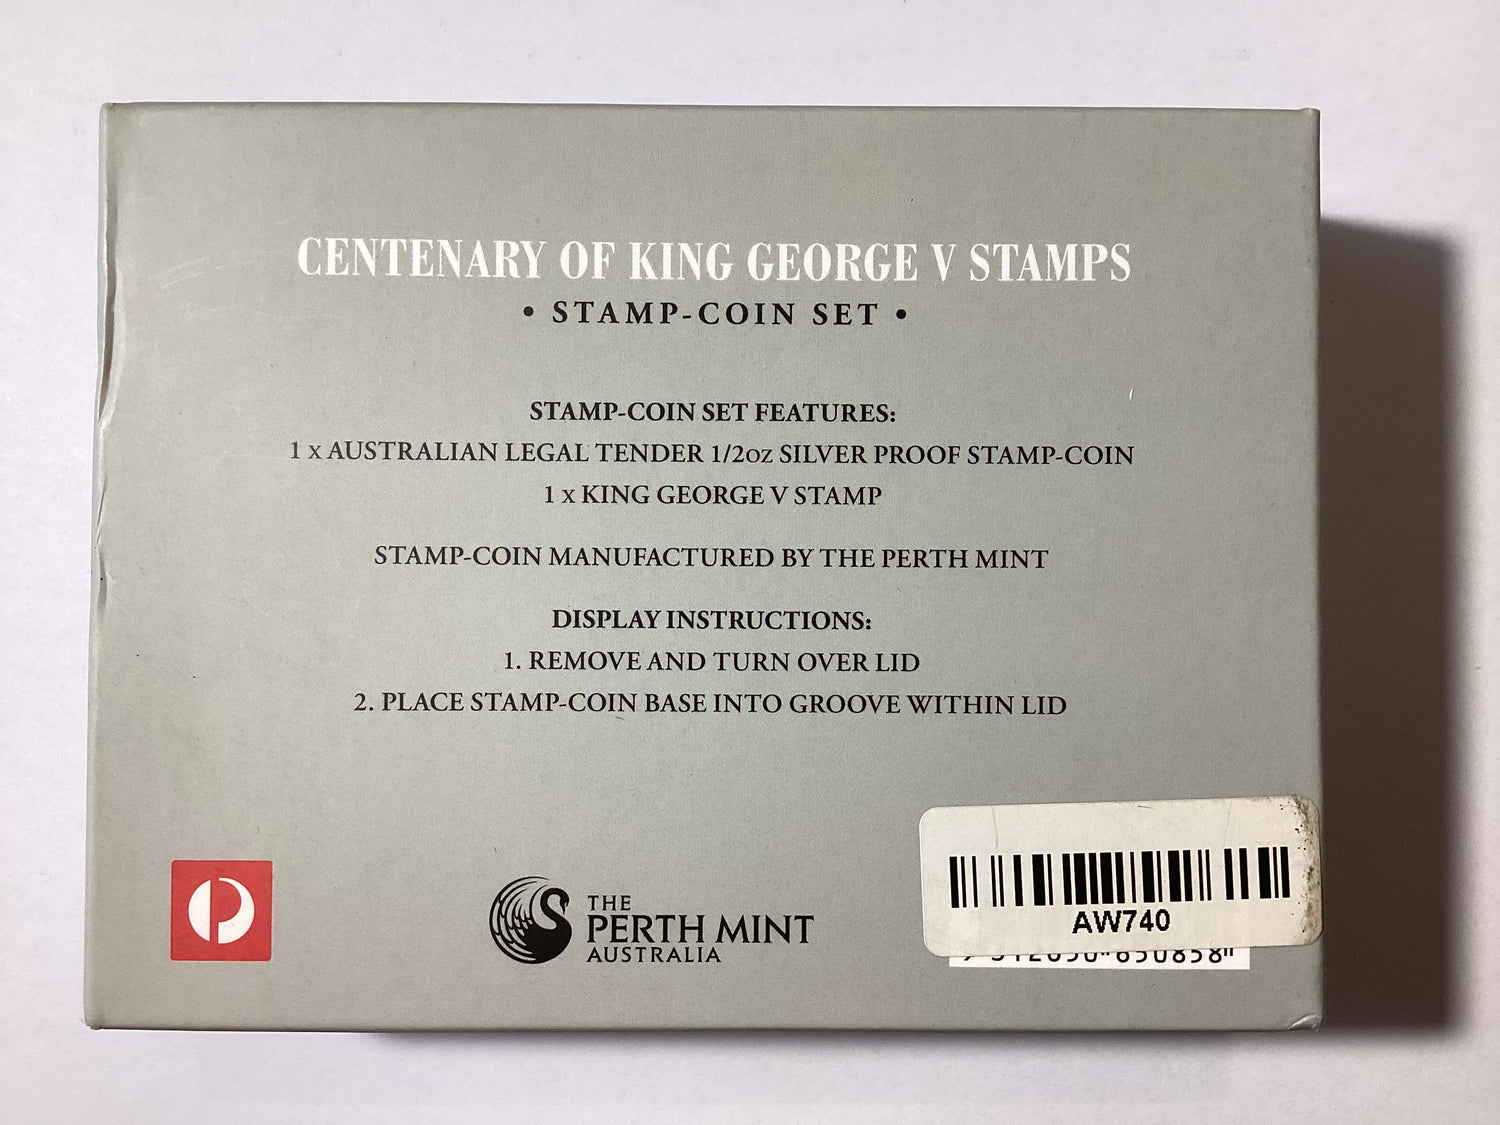 CENTENARY OF KING GEORGE V STAMPS
• STAMP-COIN SET •
STAMP-COIN SET FEATURES:
1 x AUSTRALIAN LEGAL TENDER 1/2oz SILVER PROOF STAMP-COIN
1 x KING GEORGE V STAMP
STAMP-COIN MANUFACTURED BY THE PERTH MINT
DISPLAY INSTRUCTIONS:
1. REMOVE AND TURN OVER LID
2. PLACE STAMP-COIN BASE INTO GROOVE WITHIN LID
THE
PERTH MINT
AUSTRALIA
AW740